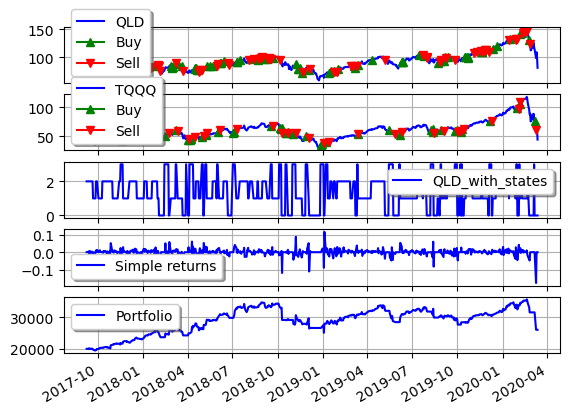 QLD
Buy
Sell
150
100
TQQQ
Buy
Sell
100
50
QLD_with_states
2
0
Simple returns
0.1
0.0
−0.1
Portfolio
30000
20000
2017-10
2018-01
2018-04
2018-07
2018-10
2019-01
2019-04
2019-07
2019-10
2020-01
2020-04